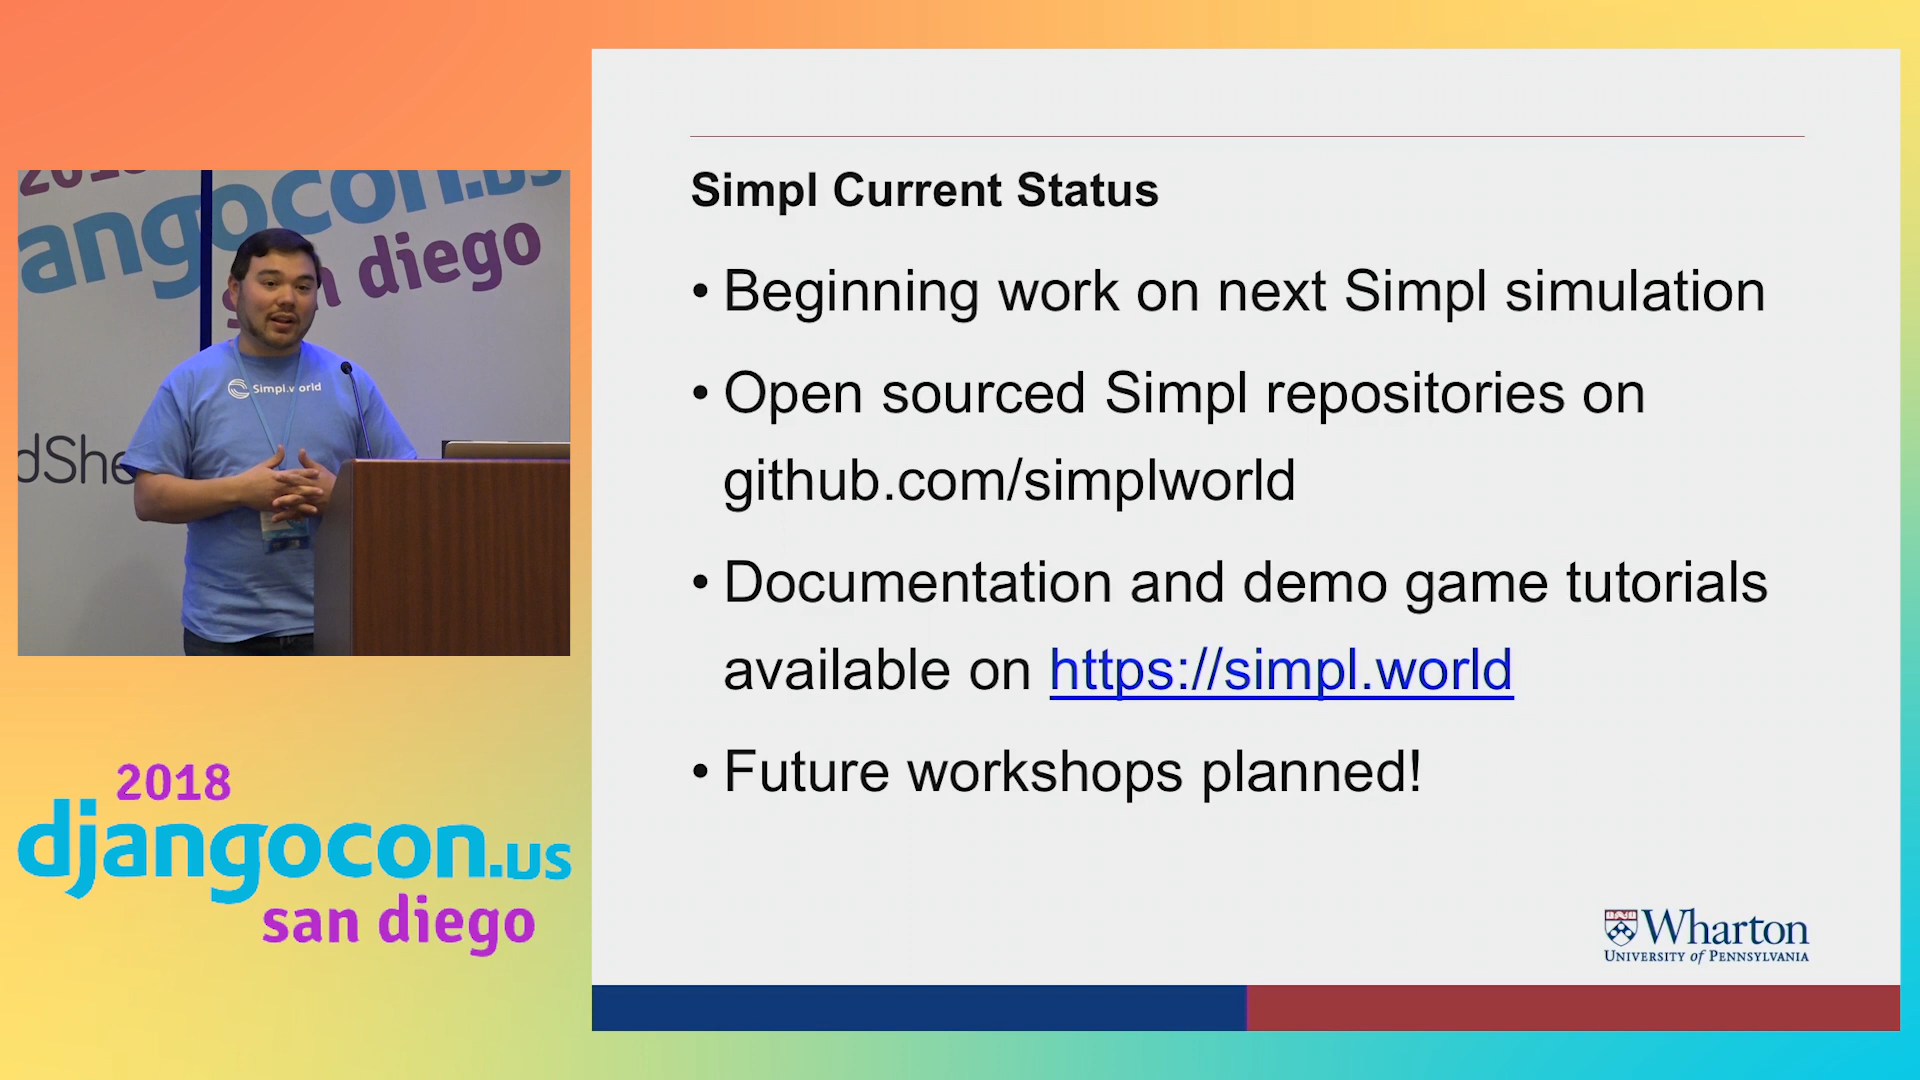 Simpl Current Status
• Beginning work on next Simpl simulation
• Open sourced Simpl repositories on
github.com/simplworld
• Documentation and demo game tutorials
available on https://simpl.world
• Future workshops planned!
Wharton
UNIVERSITY of PENNSYLVANIA
2018
djangocon.us
san diego
2018
angocon.us
san diego
Simpl.world
dShe